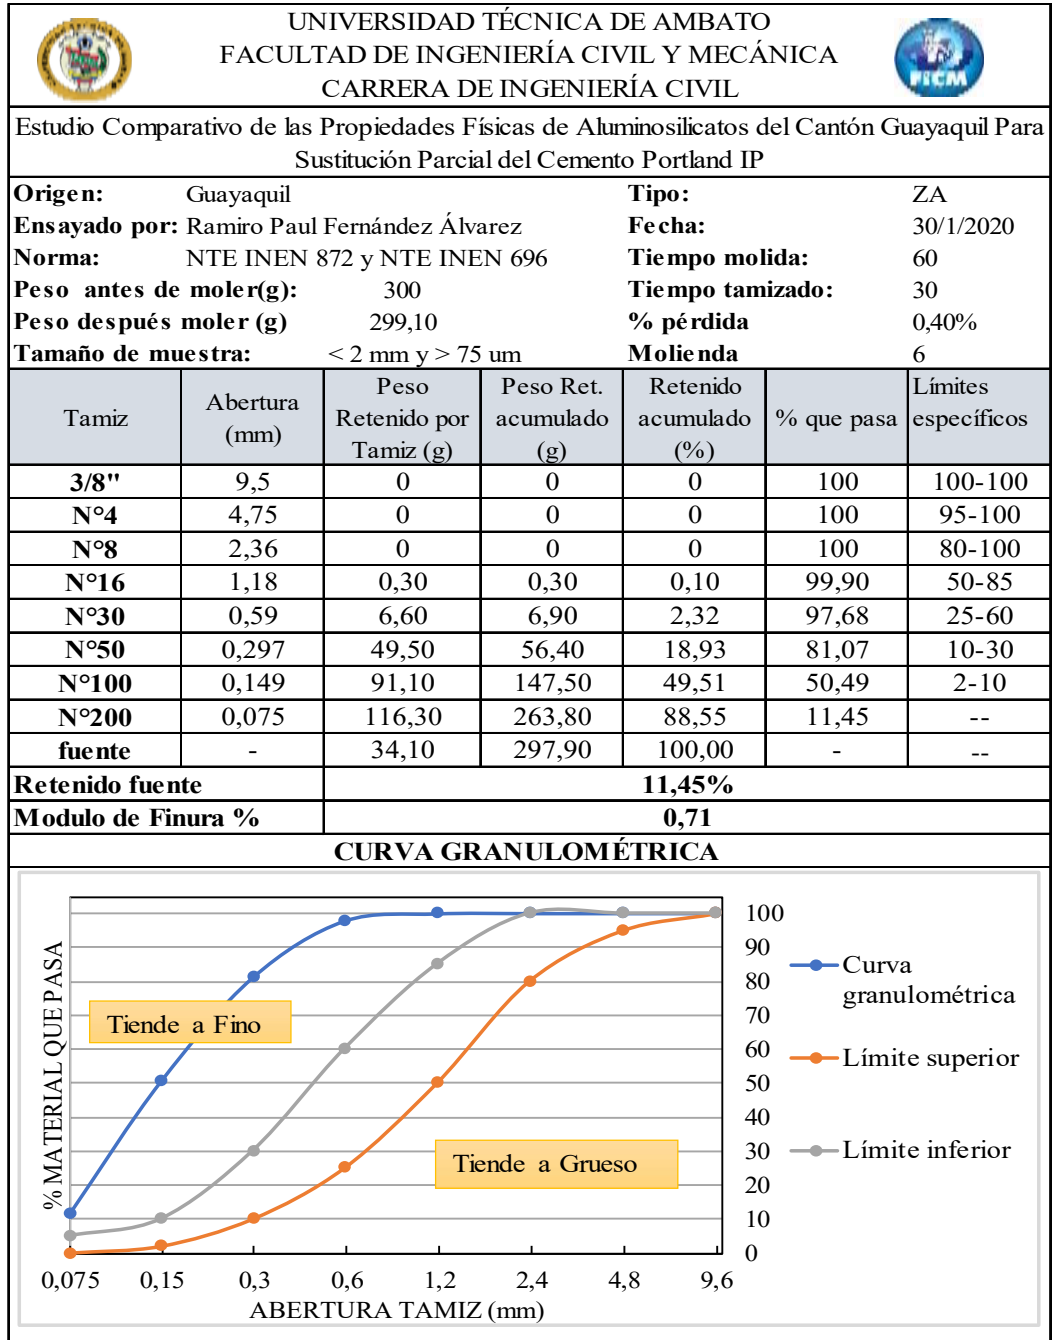 UNIVERSIDAD TÉCNICA DE AMBATO
FACULTAD DE INGENIERÍA CIVIL Y MECÁNICA
CARRERA DE INGENIERÍA CIVIL
FICM
Estudio Comparativo de las Propiedades Físicas de Aluminosilicatos del Cantón Guayaquil Para
Sustitución Parcial del Cemento Portland IP
Origen: Guayaquil Tipo: ZA
Ensayado por: Ramiro Paul Fernández Álvarez Fecha: 30/1/2020
Norma: NTE INEN 872 y NTE INEN 696 Tiempo molida: 60
Peso antes de moler(g): 300 Tiempo tamizado: 30
Peso después moler (g) 299,10 % pérdida 0,40%
Tamaño de muestra: < 2 mm y > 75 um Molienda 6
Tamiz Abertura (mm) Peso Retenido por Tamiz (g) Peso Ret. acumulado (g) Retenido acumulado (%) % que pasa Límites específicos
3/8" 9,5 0 0 0 100 100-100
N°4 4,75 0 0 0 100 95-100
N°8 2,36 0 0 0 100 80-100
N°16 1,18 0,30 0,30 0,10 99,90 50-85
N°30 0,59 6,60 6,90 2,32 97,68 25-60
N°50 0,297 49,50 56,40 18,93 81,07 10-30
N°100 0,149 91,10 147,50 49,51 50,49 2-10
N°200 0,075 116,30 263,80 88,55 11,45 --
fuente - 34,10 297,90 100,00 - --
Retenido fuente 11,45%
Modulo de Finura % 0,71
CURVA GRANULOMÉTRICA
% MATERIAL QUE PASA
Tiende a Fino
Tiende a Grueso
100
90
80
70
60
50
40
30
20
10
0
Curva
granulométrica
Límite superior
Límite inferior
0,075 0,15 0,3 0,6 1,2 2,4 4,8 9,6
ABERTURA TAMIZ (mm)